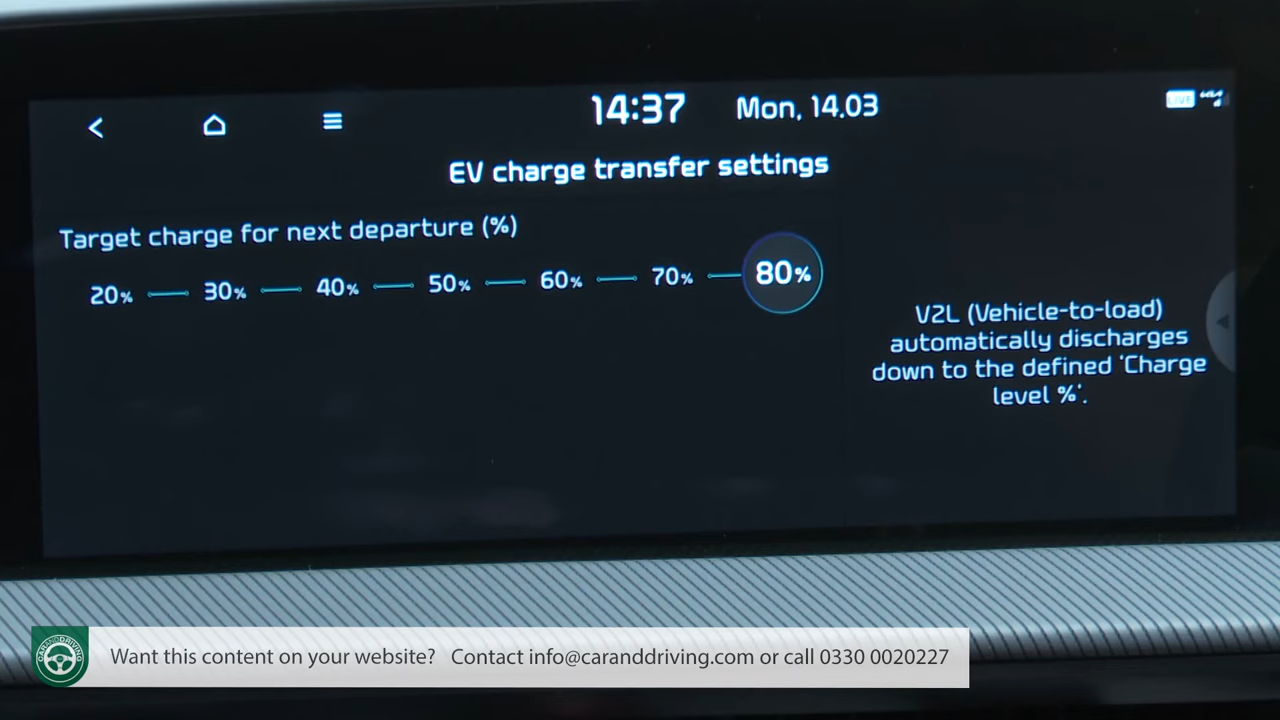 14:37 Mon, 14.03 LIVE
EV charge transfer settings
Target charge for next departure (%)
20% 30% 40% 50% 60% 70% 80%
V2L (Vehicle-to-load)
automatically discharges
down to the defined 'Charge
level %'.
CARANDDRIVING
Want this content on your website? Contact info@caranddriving.com or call 0330 0020227